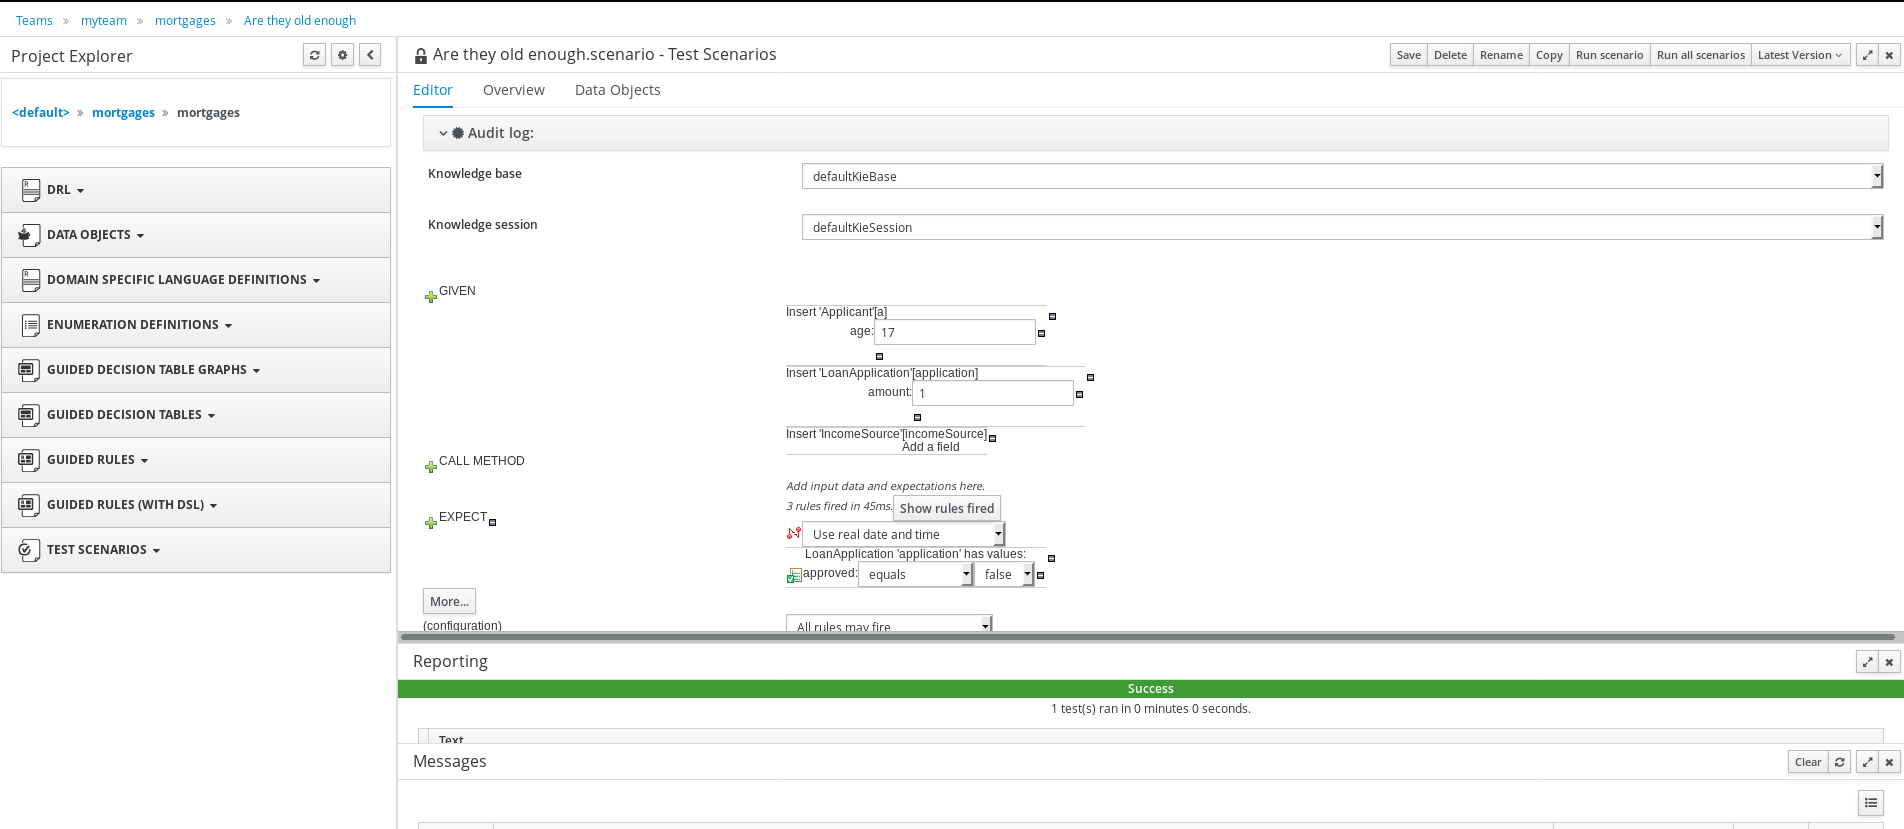 Teams » myteam » mortgages » Are they old enough
Project Explorer
<default> » mortgages » mortgages
DRL
DATA OBJECTS
DOMAIN SPECIFIC LANGUAGE DEFINITIONS
ENUMERATION DEFINITIONS
GUIDED DECISION TABLE GRAPHS
GUIDED DECISION TABLES
GUIDED RULES
GUIDED RULES (WITH DSL)
TEST SCENARIOS
Are they old enough.scenario - Test Scenarios
Save Delete Rename Copy Run scenario Run all scenarios Latest Version
Editor Overview Data Objects
Audit log:
Knowledge base defaultKieBase
Knowledge session defaultKieSession
GIVEN
Insert 'Applicant'[a]
age: 17
Insert 'LoanApplication'[application]
amount: 1
Insert 'IncomeSource'[incomeSource]
Add a field
CALL METHOD
Add input data and expectations here.
3 rules fired in 45ms. Show rules fired
EXPECT
Use real date and time
LoanApplication 'application' has values:
approved: equals false
More...
(configuration) All rules may fire
Reporting
Success
1 test(s) ran in 0 minutes 0 seconds.
Text
Messages
Clear